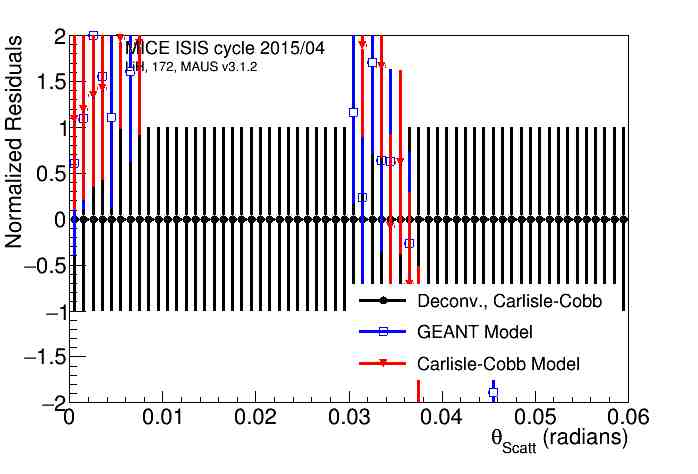 MICE ISIS cycle 2015/04
LiH, 172, MAUS v3.1.2
Normalized Residuals
2
1.5
1
0.5
0
−0.5
−1
−1.5
−2
Deconv., Carlisle-Cobb
GEANT Model
Carlisle-Cobb Model
0 0.01 0.02 0.03 0.04 0.05 0.06
θScatt (radians)